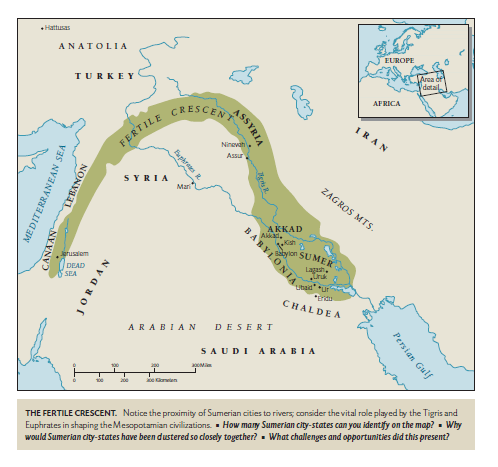 Hattusas
ANATOLIA
TURKEY
EUROPE
Area of
detail
AFRICA
FERTILE CRESCENT
ASSYRIA
IRAN
Nineveh
Assur
MEDITERRANEAN SEA
LEBANON
SYRIA
Euphrates R.
Mari
Tigris R.
ZAGROS MTS.
CANAAN
Jerusalem
DEAD
SEA
JORDAN
AKKAD
Akkad
Kish
Babylon
BABYLONIA
SUMER
Lagash
Uruk
Ubaid
Ur
Eridu
CHALDEA
ARABIAN DESERT
SAUDI ARABIA
Persian Gulf
0 100 200 300 Miles
0 100 200 300 Kilometers
THE FERTILE CRESCENT. Notice the proximity of Sumerian cities to rivers; consider the vital role played by the Tigris and
Euphrates in shaping the Mesopotamian civilizations. ▪ How many Sumerian city-states can you identify on the map? ▪ Why
would Sumerian city-states have been clustered so closely together? ▪ What challenges and opportunities did this present?